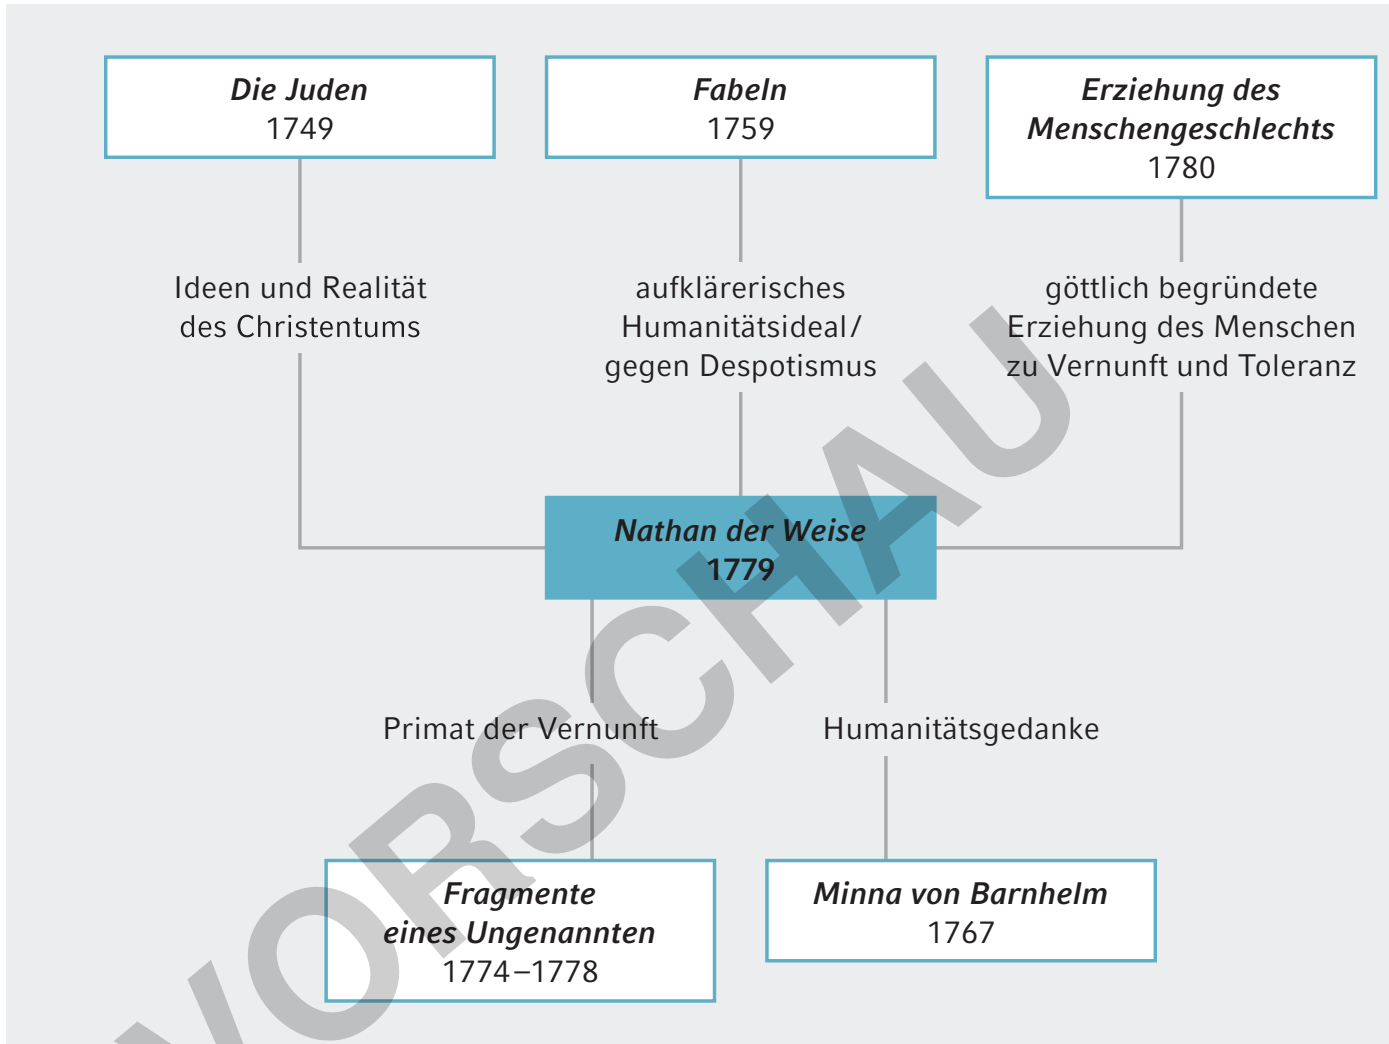 Die Juden
1749
Fabeln
1759
Erziehung des
Menschengeschlechts
1780
Ideen und Realität
des Christentums
aufklärerisches
Humanitätsideal/
gegen Despotismus
göttlich begründete
Erziehung des Menschen
zu Vernunft und Toleranz
Nathan der Weise
1779
Primat der Vernunft
Humanitätsgedanke
Fragmente
eines Ungenannten
1774–1778
Minna von Barnhelm
1767
VORSCHAU